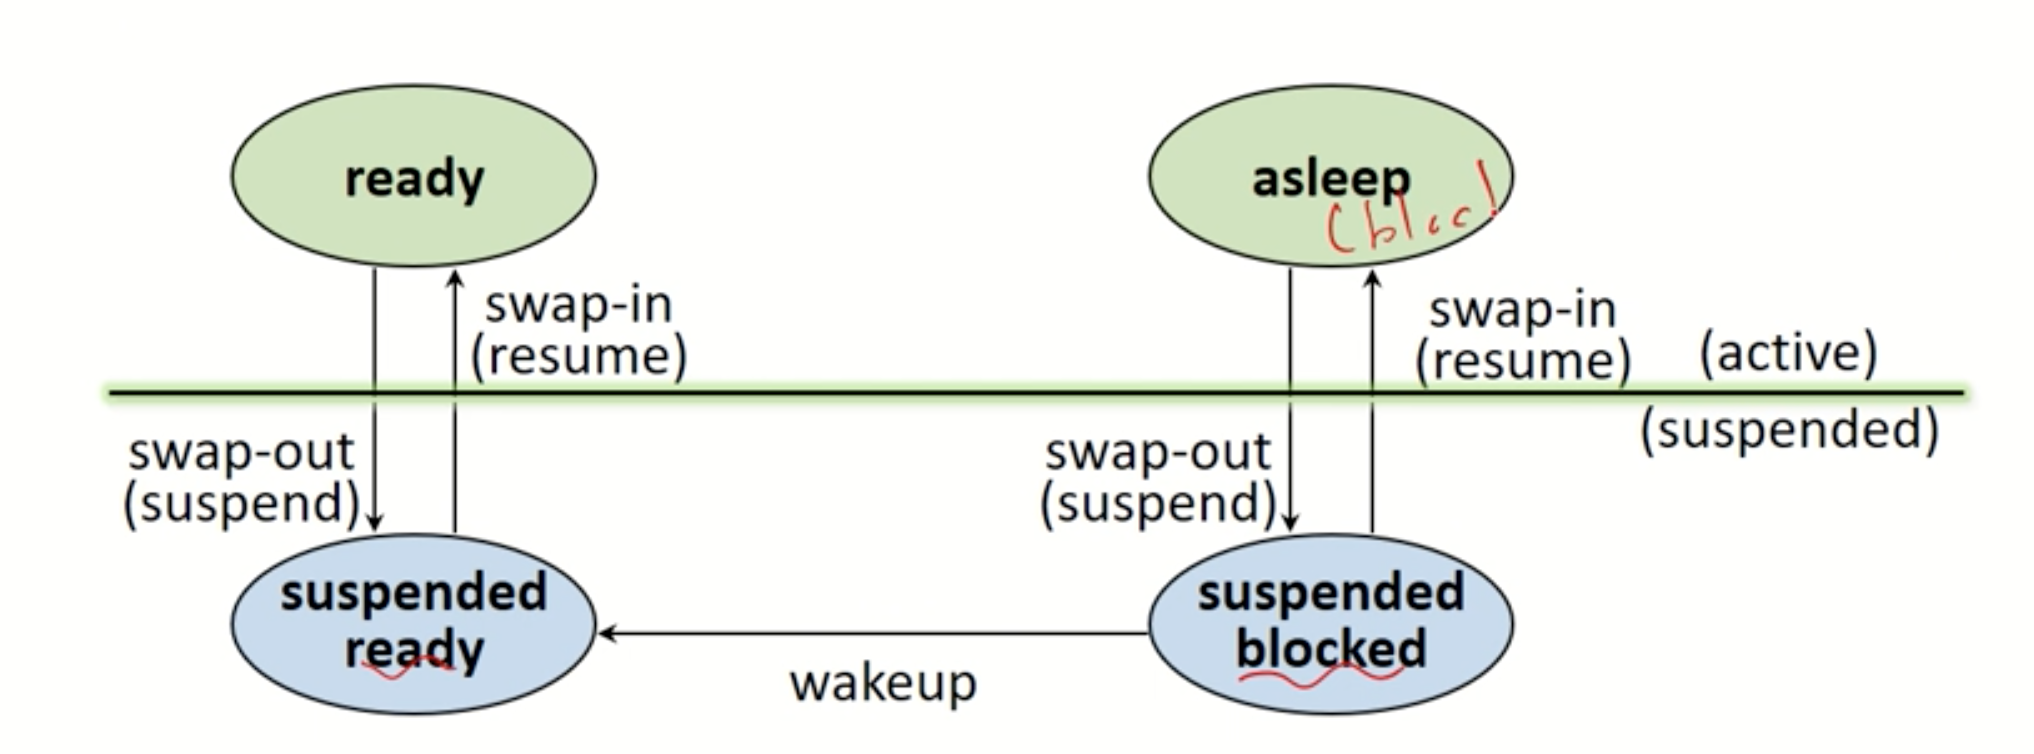 ready
asleep
swap-in
(resume)
swap-in
(resume)
(active)
(suspended)
swap-out
(suspend)
swap-out
(suspend)
suspended
ready
suspended
blocked
wakeup